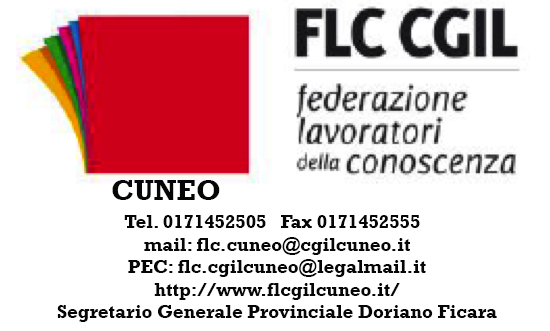 FLC CGIL
federazione
lavoratori
della conoscenza
CUNEO
Tel. 0171452505 Fax 0171452555
mail: flc.cuneo@cgilcuneo.it
PEC: flc.cgilcuneo@legalmail.it
http://www.flcgilcuneo.it/
Segretario Generale Provinciale Doriano Ficara